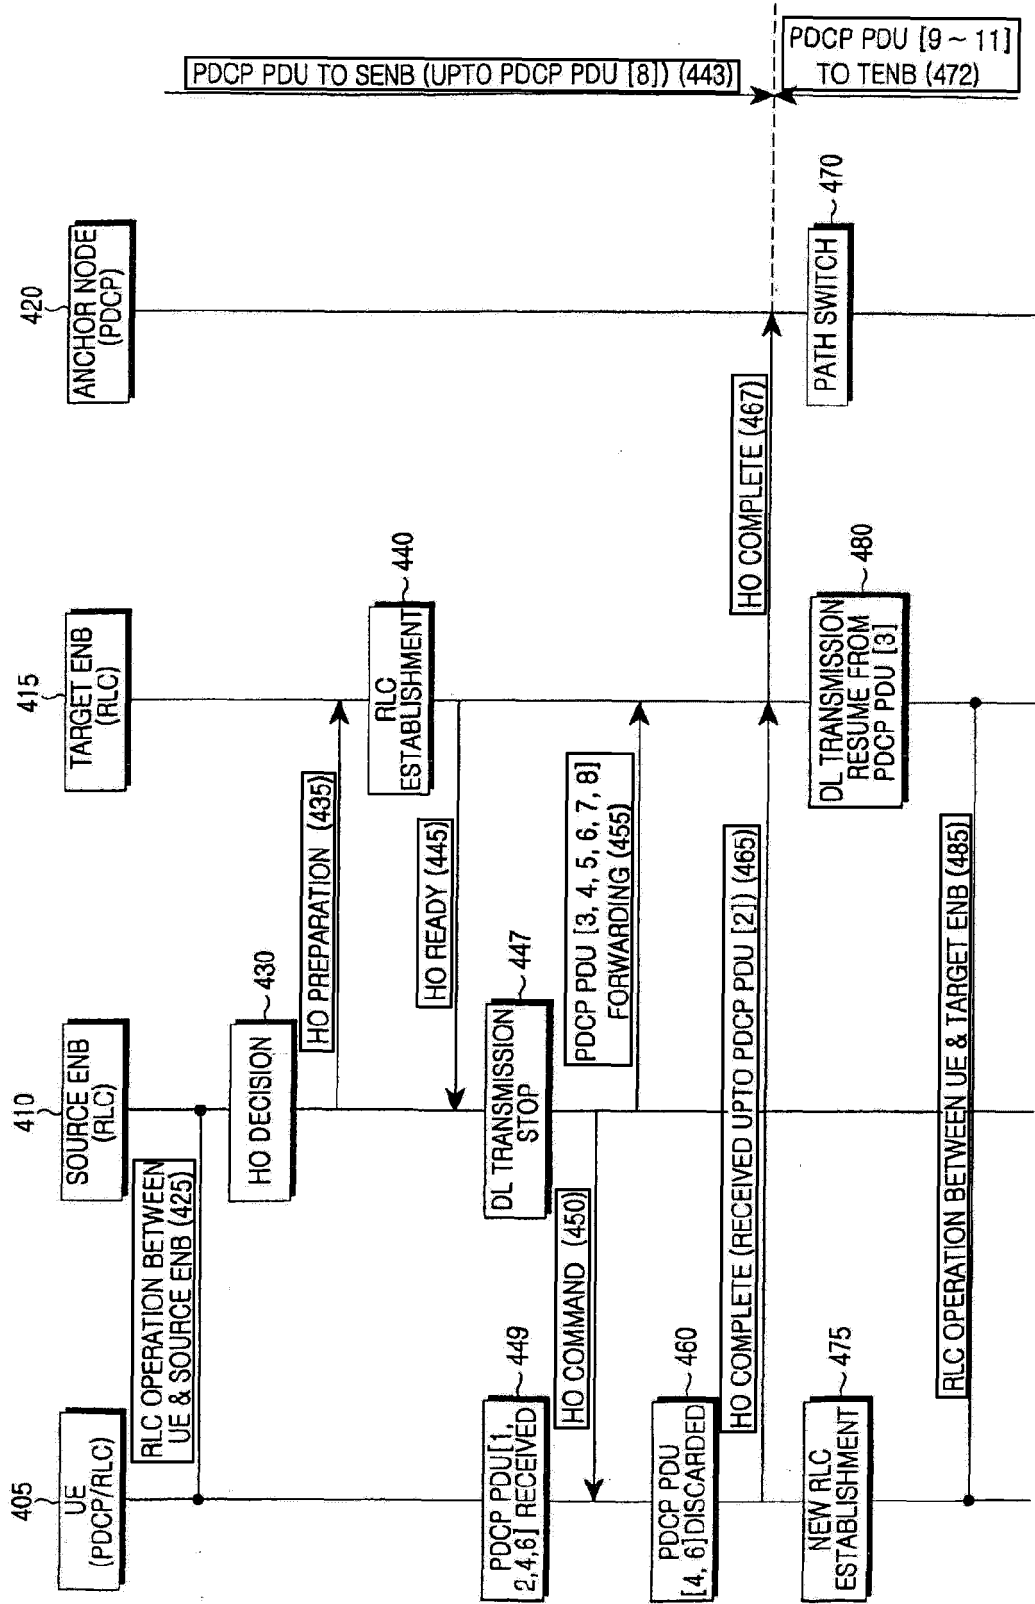 405
UE
(PDCP/RLC)
410
SOURCE ENB
(RLC)
415
TARGET ENB
(RLC)
420
ANCHOR NODE
(PDCP)
RLC OPERATION BETWEEN
UE & SOURCE ENB (425)
HO DECISION
430
HO PREPARATION (435)
RLC
ESTABLISHMENT
440
PDCP PDU TO SENB (UPTO PDCP PDU [8]) (443)
HO READY (445)
DL TRANSMISSION
STOP
447
PDCP PDU[1,
2,4,6] RECEIVED
449
HO COMMAND (450)
PDCP PDU [3, 4, 5, 6, 7, 8]
FORWARDING (455)
PDCP PDU
[4, 6]DISCARDED
460
HO COMPLETE (RECEIVED UPTO PDCP PDU [2]) (465)
HO COMPLETE (467)
PATH SWITCH
470
PDCP PDU [9 ~ 11]
TO TENB (472)
NEW RLC
ESTABLISHMENT
475
DL TRANSMISSION
RESUME FROM
PDCP PDU [3]
480
RLC OPERATION BETWEEN UE & TARGET ENB (485)